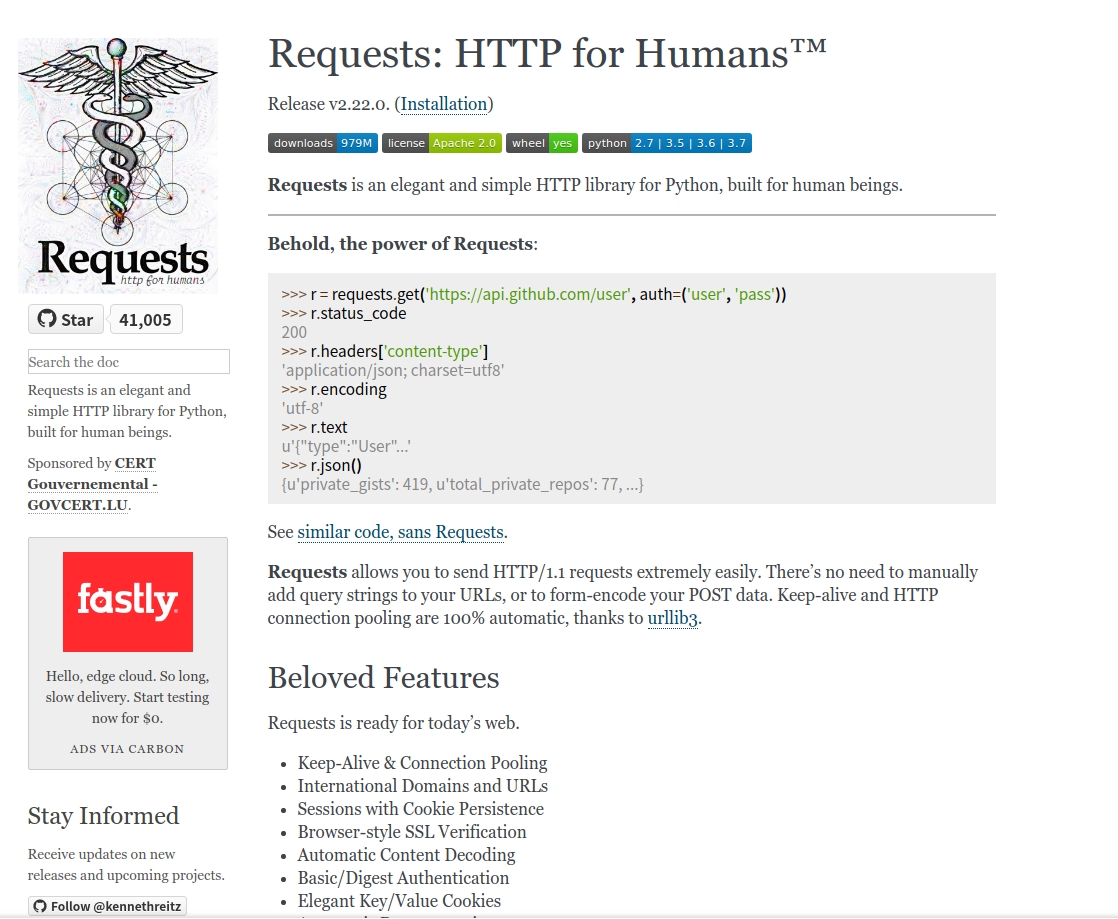 Requests
http for humans
Star
41,005
Search the doc
Requests is an elegant and
simple HTTP library for Python,
built for human beings.
Sponsored by CERT
Gouvernemental -
GOVCERT.LU.
fastly
Hello, edge cloud. So long,
slow delivery. Start testing
now for $0.
ADS VIA CARBON
Stay Informed
Receive updates on new
releases and upcoming projects.
Follow @kennethreitz
Requests: HTTP for Humans™
Release v2.22.0. (Installation)
downloads 979M license Apache 2.0 wheel yes python 2.7 | 3.5 | 3.6 | 3.7
Requests is an elegant and simple HTTP library for Python, built for human beings.
Behold, the power of Requests:
>>> r = requests.get('https://api.github.com/user', auth=('user', 'pass'))
>>> r.status_code
200
>>> r.headers['content-type']
'application/json; charset=utf8'
>>> r.encoding
'utf-8'
>>> r.text
u'{"type":"User"...'
>>> r.json()
{u'private_gists': 419, u'total_private_repos': 77, ...}
See similar code, sans Requests.
Requests allows you to send HTTP/1.1 requests extremely easily. There’s no need to manually
add query strings to your URLs, or to form-encode your POST data. Keep-alive and HTTP
connection pooling are 100% automatic, thanks to urllib3.
Beloved Features
Requests is ready for today’s web.
• Keep-Alive & Connection Pooling
• International Domains and URLs
• Sessions with Cookie Persistence
• Browser-style SSL Verification
• Automatic Content Decoding
• Basic/Digest Authentication
• Elegant Key/Value Cookies